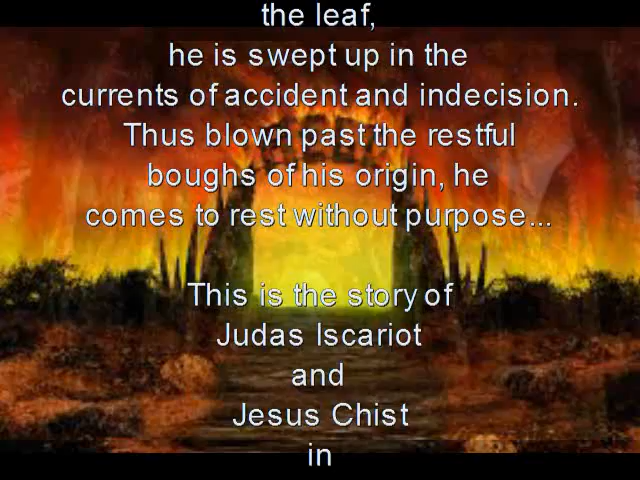 the leaf,
he is swept up in the
currents of accident and indecision.
Thus blown past the restful
boughs of his origin, he
comes to rest without purpose...
This is the story of
Judas Iscariot
and
Jesus Chist
in